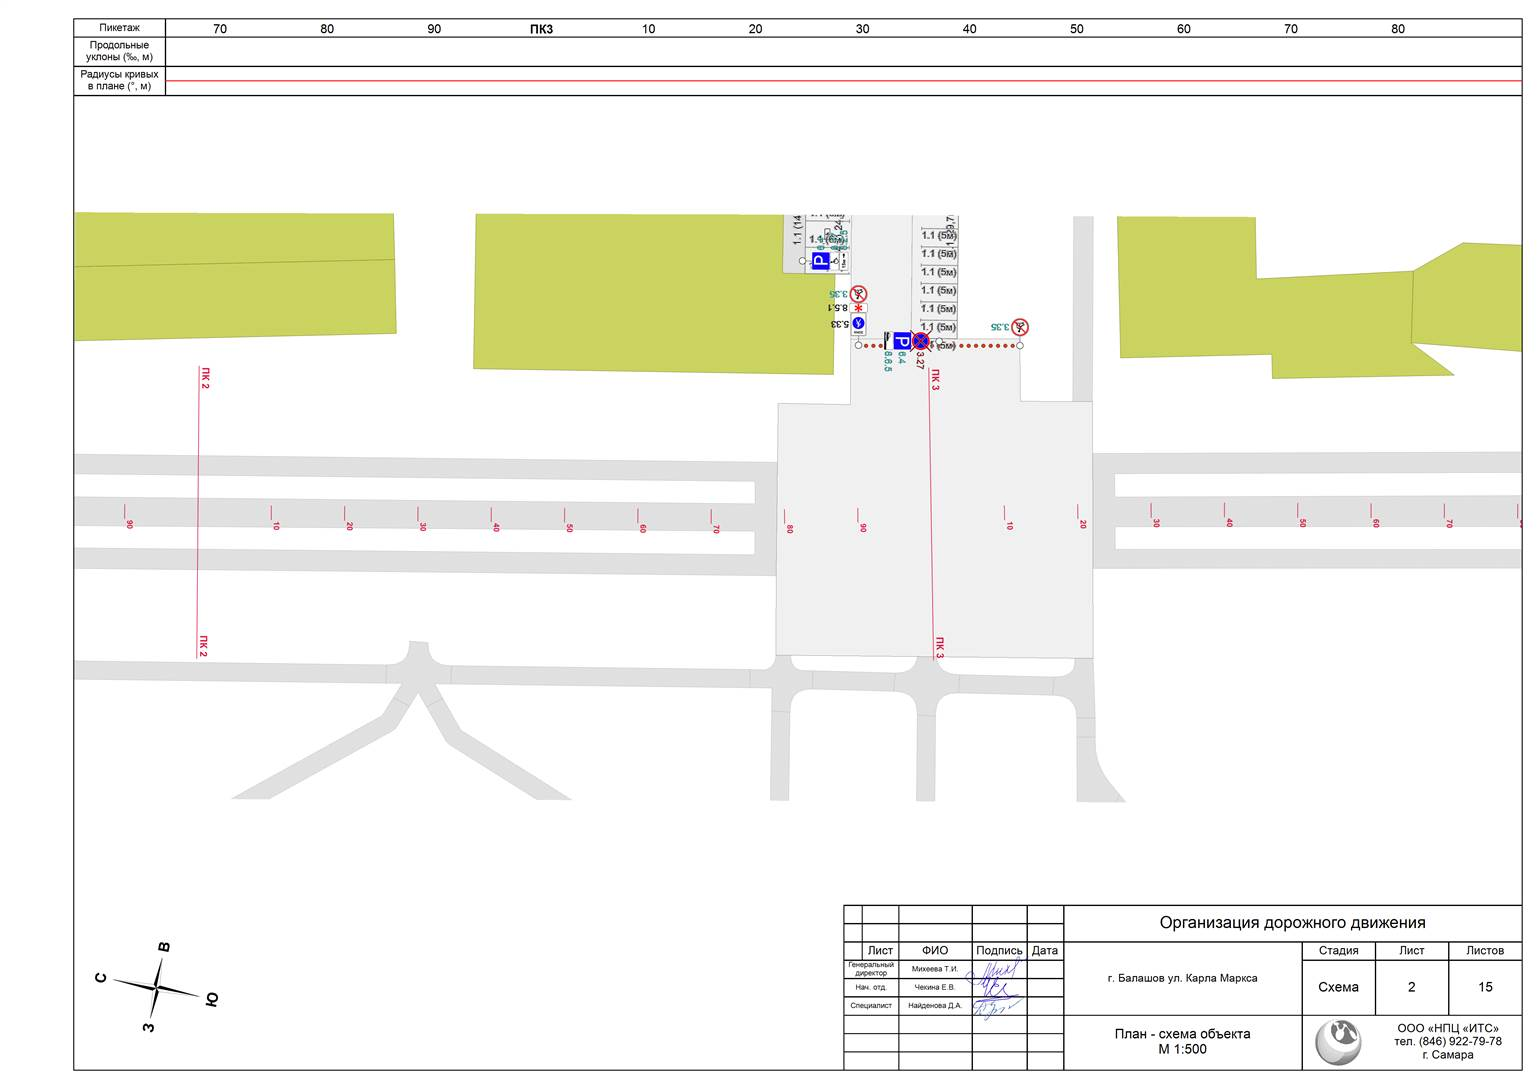 Пикетаж 70 80 90 ПК3 10 20 30 40 50 60 70 80
Продольные
уклоны (‰, м)
Радиусы кривых
в плане (°, м)
1.1 (14
1.1 (5м)
1.1 (5м)
1.1 (5м)
1.1 (5м)
1.1 (5м)
1.1 (5м)
P
3.35
8.5.1
5.33
3.35
P
6.4
8.6.5
3.27
ПК 2
ПК 3
90 10 20 30 40 50 60 70 80 90 10 20 30 40 50 60 70
ПК 2
ПК 3
С
В
Ю
З
Организация дорожного движения
Лист ФИО Подпись Дата
Генеральный
директор
Михеева Т.И.
Нач. отд. Чекина Е.В.
Специалист Найденова Д.А.
г. Балашов ул. Карла Маркса
Стадия Лист Листов
Схема 2 15
План - схема объекта
М 1:500
ООО «НПЦ «ИТС»
тел. (846) 922-79-78
г. Самара